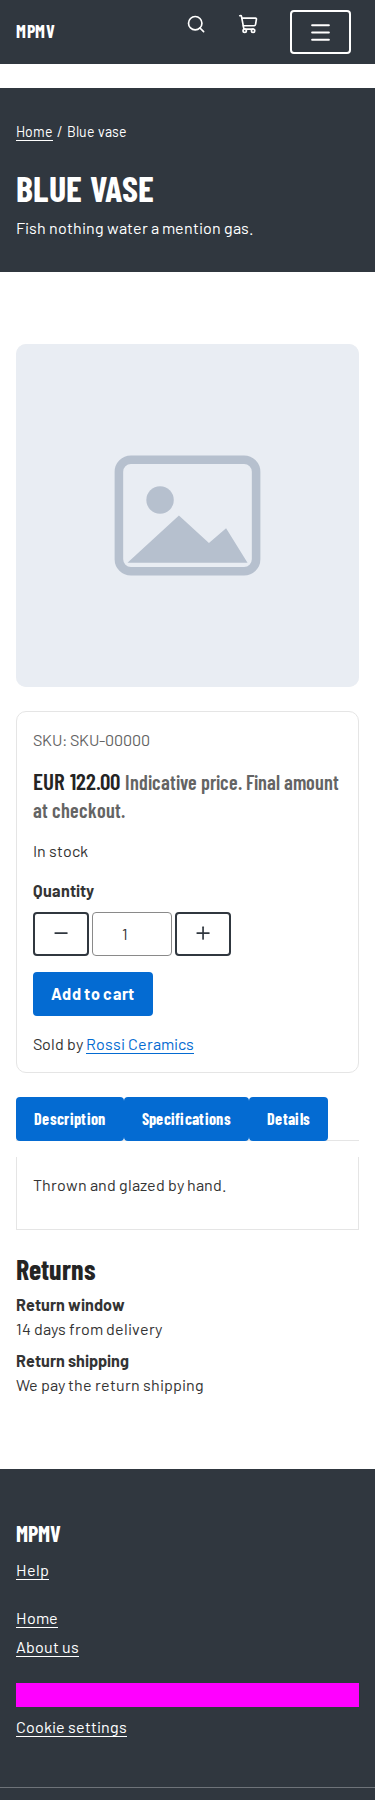 MPMV
Home / Blue vase
BLUE VASE
Fish nothing water a mention gas.
SKU: SKU-00000
EUR 122.00 Indicative price. Final amount
at checkout.
In stock
Quantity
1
Add to cart
Sold by Rossi Ceramics
Description Specifications Details
Thrown and glazed by hand.
Returns
Return window
14 days from delivery
Return shipping
We pay the return shipping
MPMV
Help
Home
About us
Cookie settings